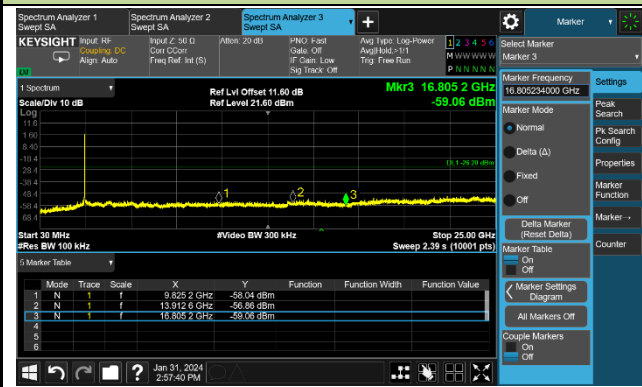 Spectrum Analyzer 1
Swept SA
Spectrum Analyzer 2
Swept SA
Spectrum Analyzer 3
Swept SA
+
Marker
KEYSIGHT
Input: RF
Coupling: DC
Align: Auto
Input Z: 50 Ω
Corr CCorr
Freq Ref: Int (S)
Atten: 20 dB
PNO: Fast
Gate: Off
IF Gain: Low
Sig Track: Off
Avg Type: Log-Power
Avg|Hold:>1/1
Trig: Free Run
1 2 3 4 5 6
M W W W W W
P N N N N N
Select Marker
Marker 3
1 Spectrum
Scale/Div 10 dB
Log
Ref Lvl Offset 11.60 dB
Ref Level 21.60 dBm
Mkr3 16.805 2 GHz
-59.06 dBm
11.6
1.60
-8.40
-18.4
-28.4
-38.4
-48.4
-58.4
-68.4
DL1 -26.20 dBm
1
2
3
Start 30 MHz
#Res BW 100 kHz
#Video BW 300 kHz
Stop 25.00 GHz
Sweep 2.39 s (10001 pts)
5 Marker Table
Mode Trace Scale X Y Function Function Width Function Value
1 N 1 f 9.825 2 GHz -58.04 dBm
2 N 1 f 13.912 6 GHz -56.86 dBm
3 N 1 f 16.805 2 GHz -59.06 dBm
4
5
6
Marker Frequency
16.805234000 GHz
Marker Mode
Normal
Delta (Δ)
Fixed
Off
Delta Marker
(Reset Delta)
Marker Table
On
Off
Marker Settings
Diagram
All Markers Off
Couple Markers
On
Off
Settings
Peak
Search
Pk Search
Config
Properties
Marker
Function
Marker→
Counter
?
Jan 31, 2024
2:57:40 PM